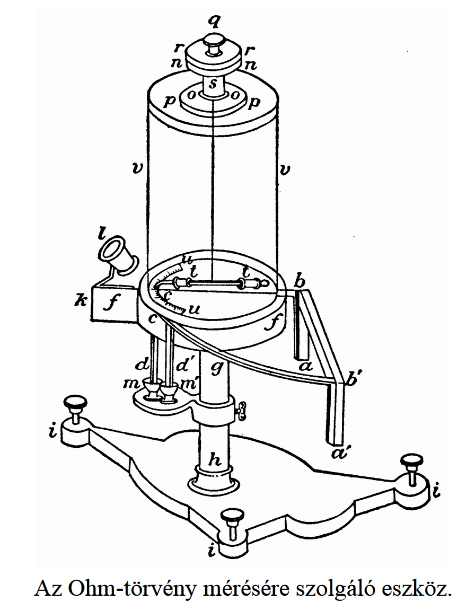 q
r r
n n
s
p o o p
v v
l
u t t b
k f c f
c u
a
d d' g b'
m m'
a'
h
i i
i
Az Ohm-törvény mérésére szolgáló eszköz.